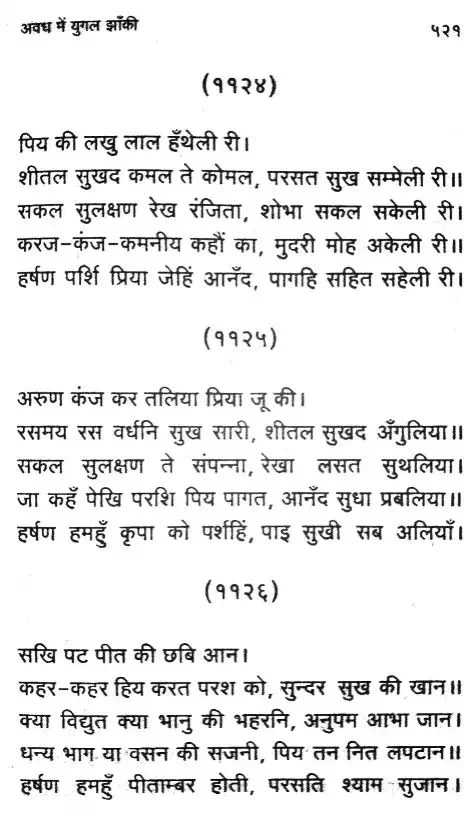 अवध में युगल झाँकी
५२१
(११२४)
पिय की लखु लाल हँथेली री।
शीतल सुखद कमल ते कोमल, परसत सुख सम्मेली री॥
सकल सुलक्षण रेख रंजिता, शोभा सकल सकेली री।
करज-कंज-कमनीय कहौं का, मुदरी मोह अकेली री॥
हर्षण पर्शि प्रिया जेहिं आनँद, पागहि सहित सहेली री।
(११२५)
अरुण कंज कर तलिया प्रिया जू की।
रसमय रस वर्धनि सुख सारी, शीतल सुखद अँगुलिया॥
सकल सुलक्षण ते संपन्ना, रेखा लसत सुथलिया।
जा कहँ पेखि परशि पिय पागत, आनँद सुधा प्रबलिया॥
हर्षण हमहुँ कृपा को पर्शहिं, पाइ सुखी सब अलियाँ।
(११२६)
सखि पट पीत की छबि आन।
कहर-कहर हिय करत परश को, सुन्दर सुख की खान॥
क्या विद्युत क्या भानु की भहरनि, अनुपम आभा जान।
धन्य भाग या वसन की सजनी, पिय तन नित लपटान॥
हर्षण हमहुँ पीताम्बर होती, परसति श्याम सुजान।